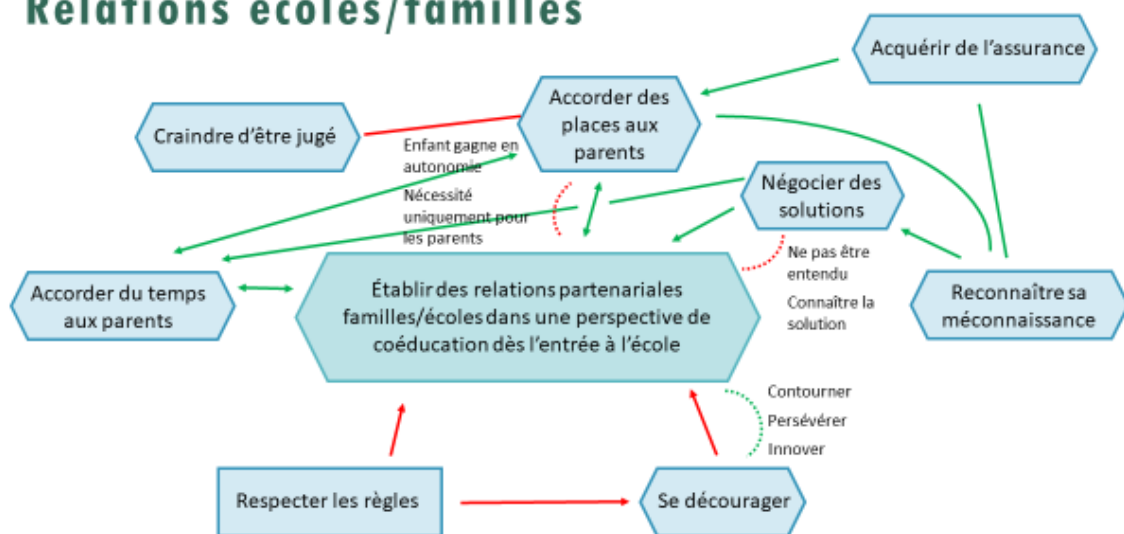 Relations écoles/familles
Acquérir de l'assurance
Accorder des
places aux
parents
Craindre d'être jugé
Enfant gagne en
autonomie
Négocier des
solutions
Nécessité
uniquement pour
les parents
Ne pas être
entendu
Connaître la
solution
Accorder du temps
aux parents
Établir des relations partenariales
familles/écoles dans une perspective de
coéducation dès l'entrée à l'école
Reconnaître sa
méconnaissance
Contourner
Persévérer
Innover
Respecter les règles
Se décourager